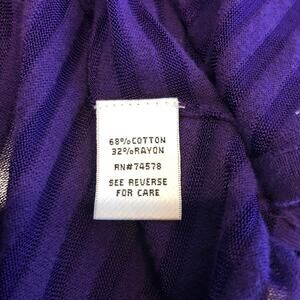 68%COTTON
32%RAYON
RN#74578
SEE REVERSE
FOR CARE